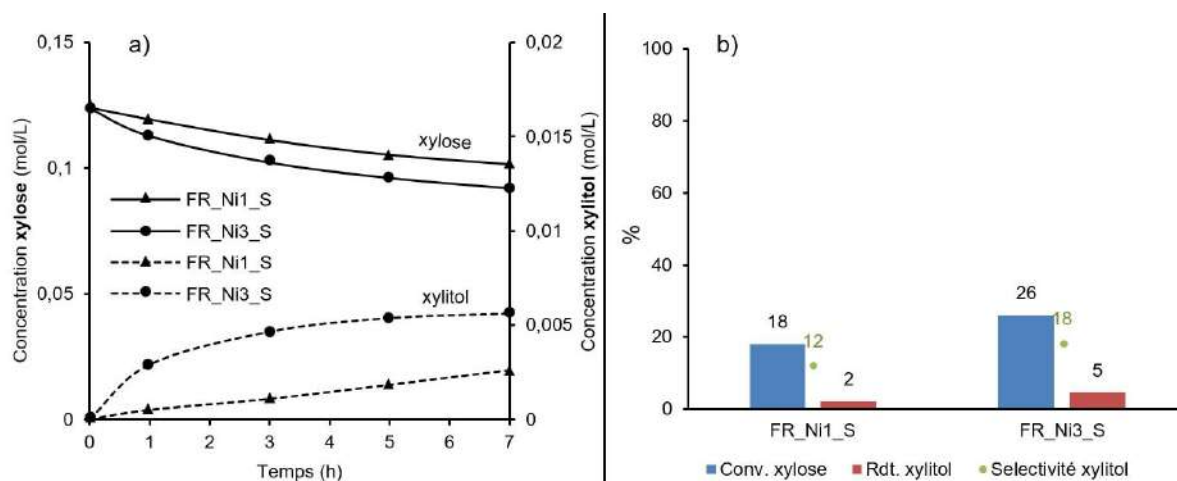 a)
0,15
0,1
0,05
0
Concentration xylose (mol/L)
0,02
0,015
0,01
0,005
0
Concentration xylitol (mol/L)
xylose
FR_Ni1_S
FR_Ni3_S
FR_Ni1_S
FR_Ni3_S
xylitol
0 1 2 3 4 5 6 7
Temps (h)
b)
100
80
60
40
20
0
%
18
12
2
26
18
5
FR_Ni1_S FR_Ni3_S
Conv. xylose Rdt. xylitol Selectivité xylitol